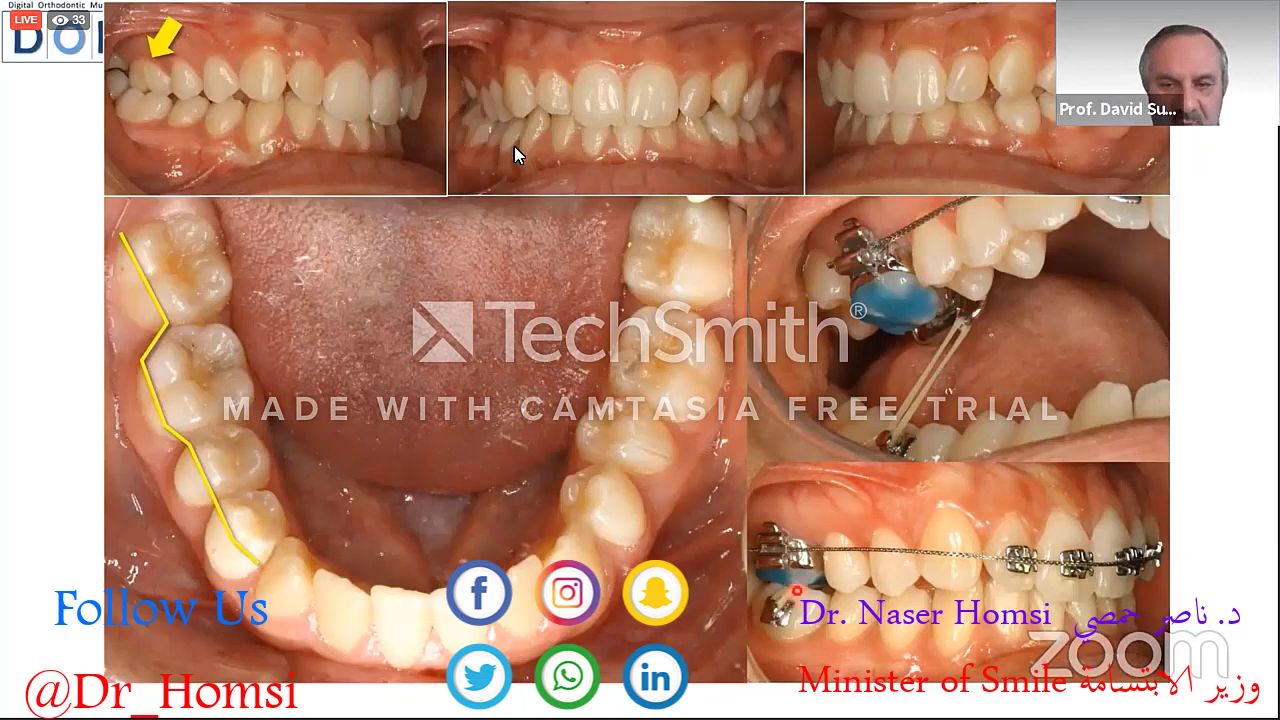 Digital Orthodontic Mu
LIVE 33
DO
Prof. David Su...
TechSmith®
MADE WITH CAMTASIA FREE TRIAL
Follow Us
Dr. Naser Homsi د. ناصر حمصي
zoom
@Dr_Homsi
Minister of Smile وزير الابتسامة